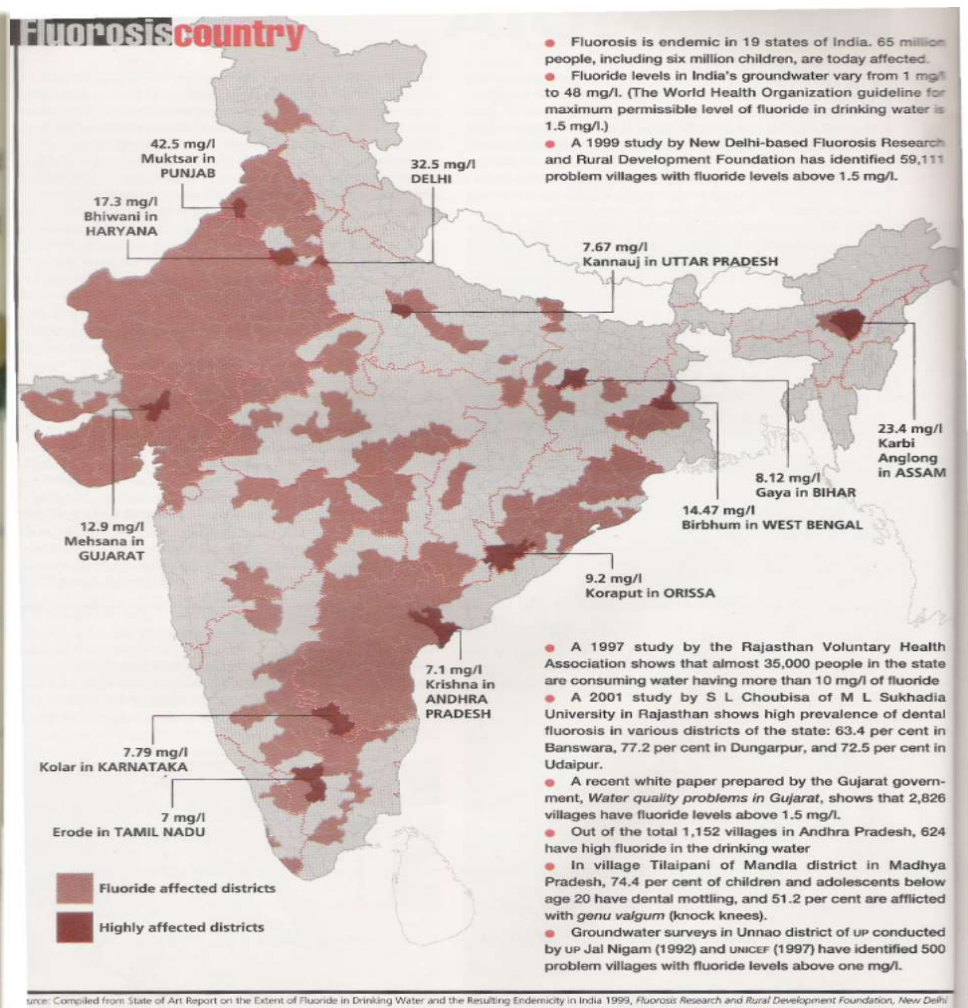 Fluorosiscountry
● Fluorosis is endemic in 19 states of India. 65 million
people, including six million children, are today affected.
● Fluoride levels in India's groundwater vary from 1 mg/l
to 48 mg/l. (The World Health Organization guideline for
maximum permissible level of fluoride in drinking water is
1.5 mg/l.)
● A 1999 study by New Delhi-based Fluorosis Research
and Rural Development Foundation has identified 59,111
problem villages with fluoride levels above 1.5 mg/l.
42.5 mg/l
Muktsar in
PUNJAB
32.5 mg/l
DELHI
17.3 mg/l
Bhiwani in
HARYANA
7.67 mg/l
Kannauj in UTTAR PRADESH
23.4 mg/l
Karbi
Anglong
in ASSAM
8.12 mg/l
Gaya in BIHAR
14.47 mg/l
Birbhum in WEST BENGAL
12.9 mg/l
Mehsana in
GUJARAT
9.2 mg/l
Koraput in ORISSA
7.1 mg/l
Krishna in
ANDHRA
PRADESH
7.79 mg/l
Kolar in KARNATAKA
7 mg/l
Erode in TAMIL NADU
● A 1997 study by the Rajasthan Voluntary Health
Association shows that almost 35,000 people in the state
are consuming water having more than 10 mg/l of fluoride
● A 2001 study by S L Choubisa of M L Sukhadia
University in Rajasthan shows high prevalence of dental
fluorosis in various districts of the state: 63.4 per cent in
Banswara, 77.2 per cent in Dungarpur, and 72.5 per cent in
Udaipur.
● A recent white paper prepared by the Gujarat govern-
ment, Water quality problems in Gujarat, shows that 2,826
villages have fluoride levels above 1.5 mg/l.
● Out of the total 1,152 villages in Andhra Pradesh, 624
have high fluoride in the drinking water
● In village Tilaipani of Mandla district in Madhya
Pradesh, 74.4 per cent of children and adolescents below
age 20 have dental mottling, and 51.2 per cent are afflicted
with genu valgum (knock knees).
● Groundwater surveys in Unnao district of UP conducted
by UP Jal Nigam (1992) and UNICEF (1997) have identified 500
problem villages with fluoride levels above one mg/l.
Fluoride affected districts
Highly affected districts
urce: Compiled from State of Art Report on the Extent of Fluoride in Drinking Water and the Resulting Endemicity in India 1999, Fluorosis Research and Rural Development Foundation, New Delhi